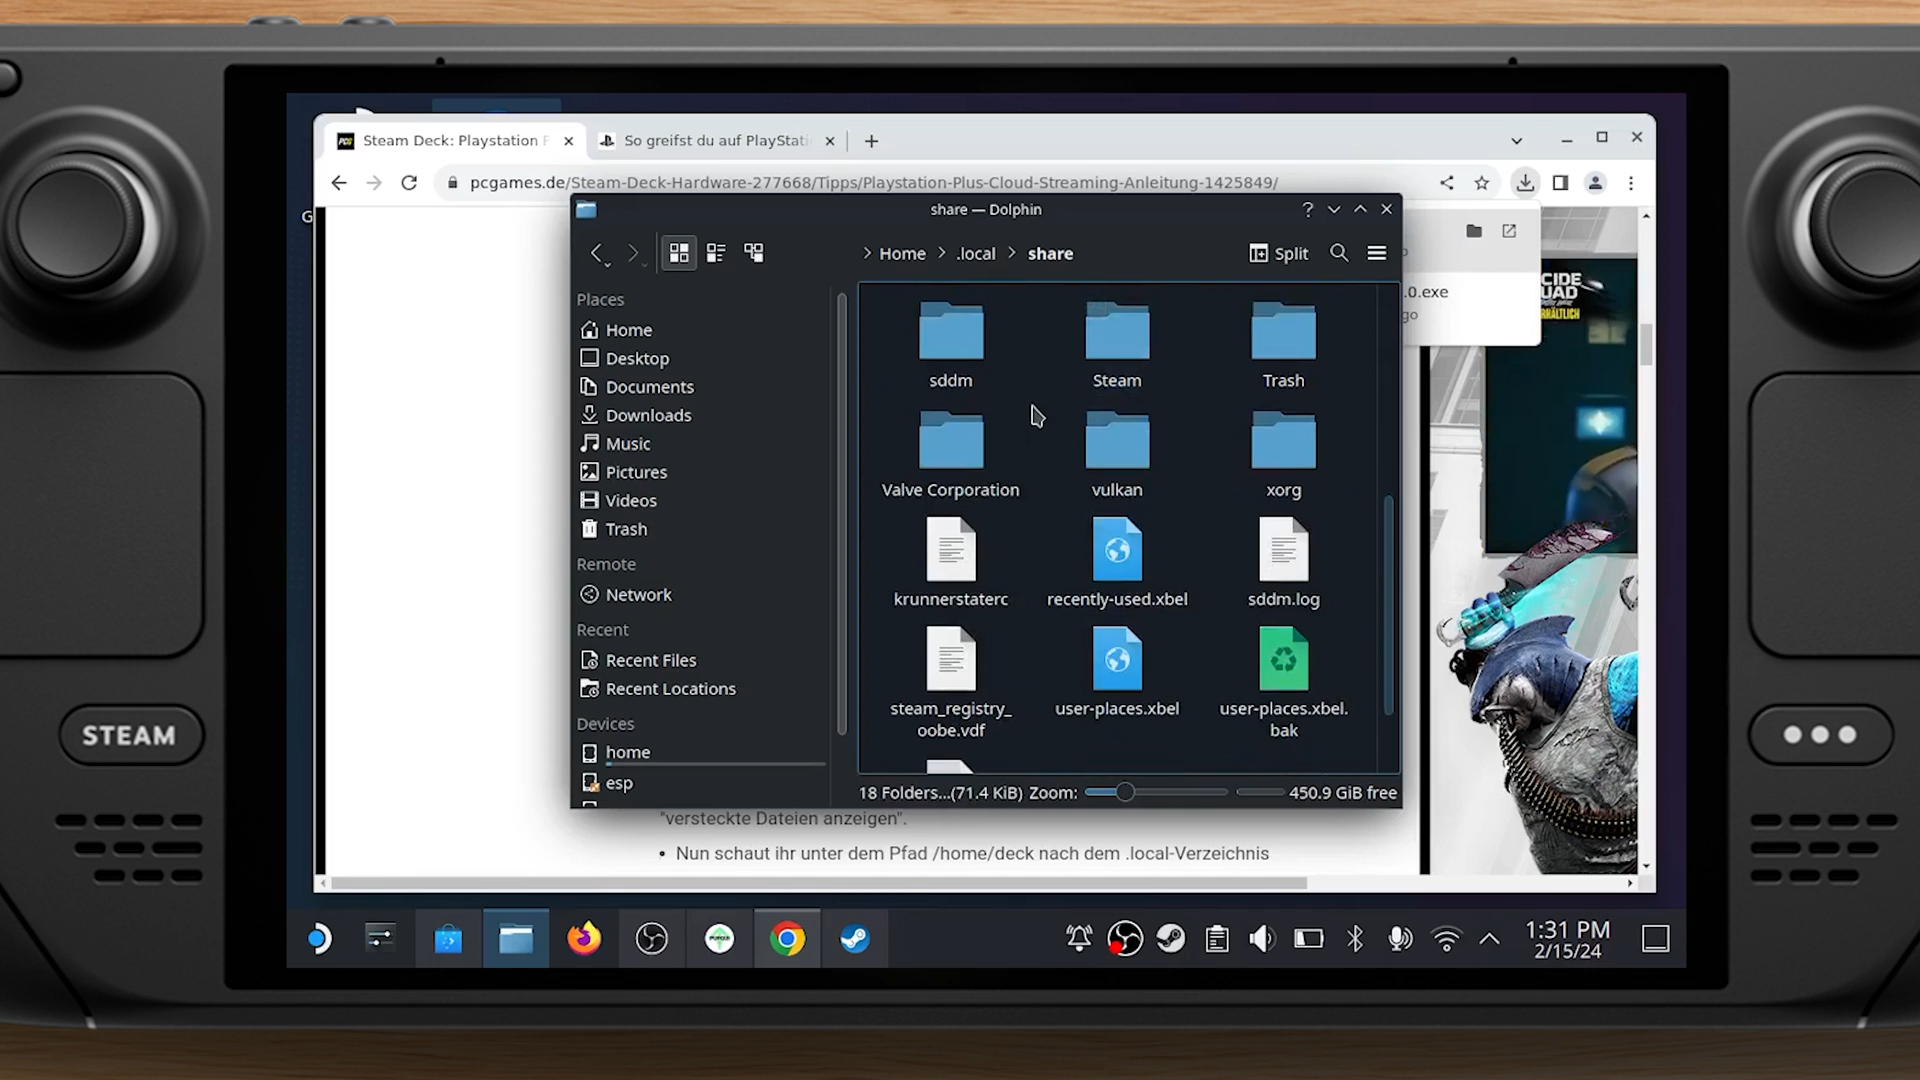 Steam Deck: Playstation P
So greifst du auf PlayStati
pcgames.de/Steam-Deck-Hardware-277668/Tipps/Playstation-Plus-Cloud-Streaming-Anleitung-1425849/
share — Dolphin
Home > .local > share
Split
.0.exe
go
Places
Home
Desktop
Documents
Downloads
Music
Pictures
Videos
Trash
Remote
Network
Recent
Recent Files
Recent Locations
Devices
home
esp
sddm
Steam
Trash
Valve Corporation
vulkan
xorg
krunnerstaterc
recently-used.xbel
sddm.log
steam_registry_
oobe.vdf
user-places.xbel
user-places.xbel.
bak
18 Folders...(71.4 KiB) Zoom:
450.9 GiB free
CIDE
UAD
RHÄLTLICH
"versteckte Dateien anzeigen".
• Nun schaut ihr unter dem Pfad /home/deck nach dem .local-Verzeichnis
STEAM
1:31 PM
2/15/24